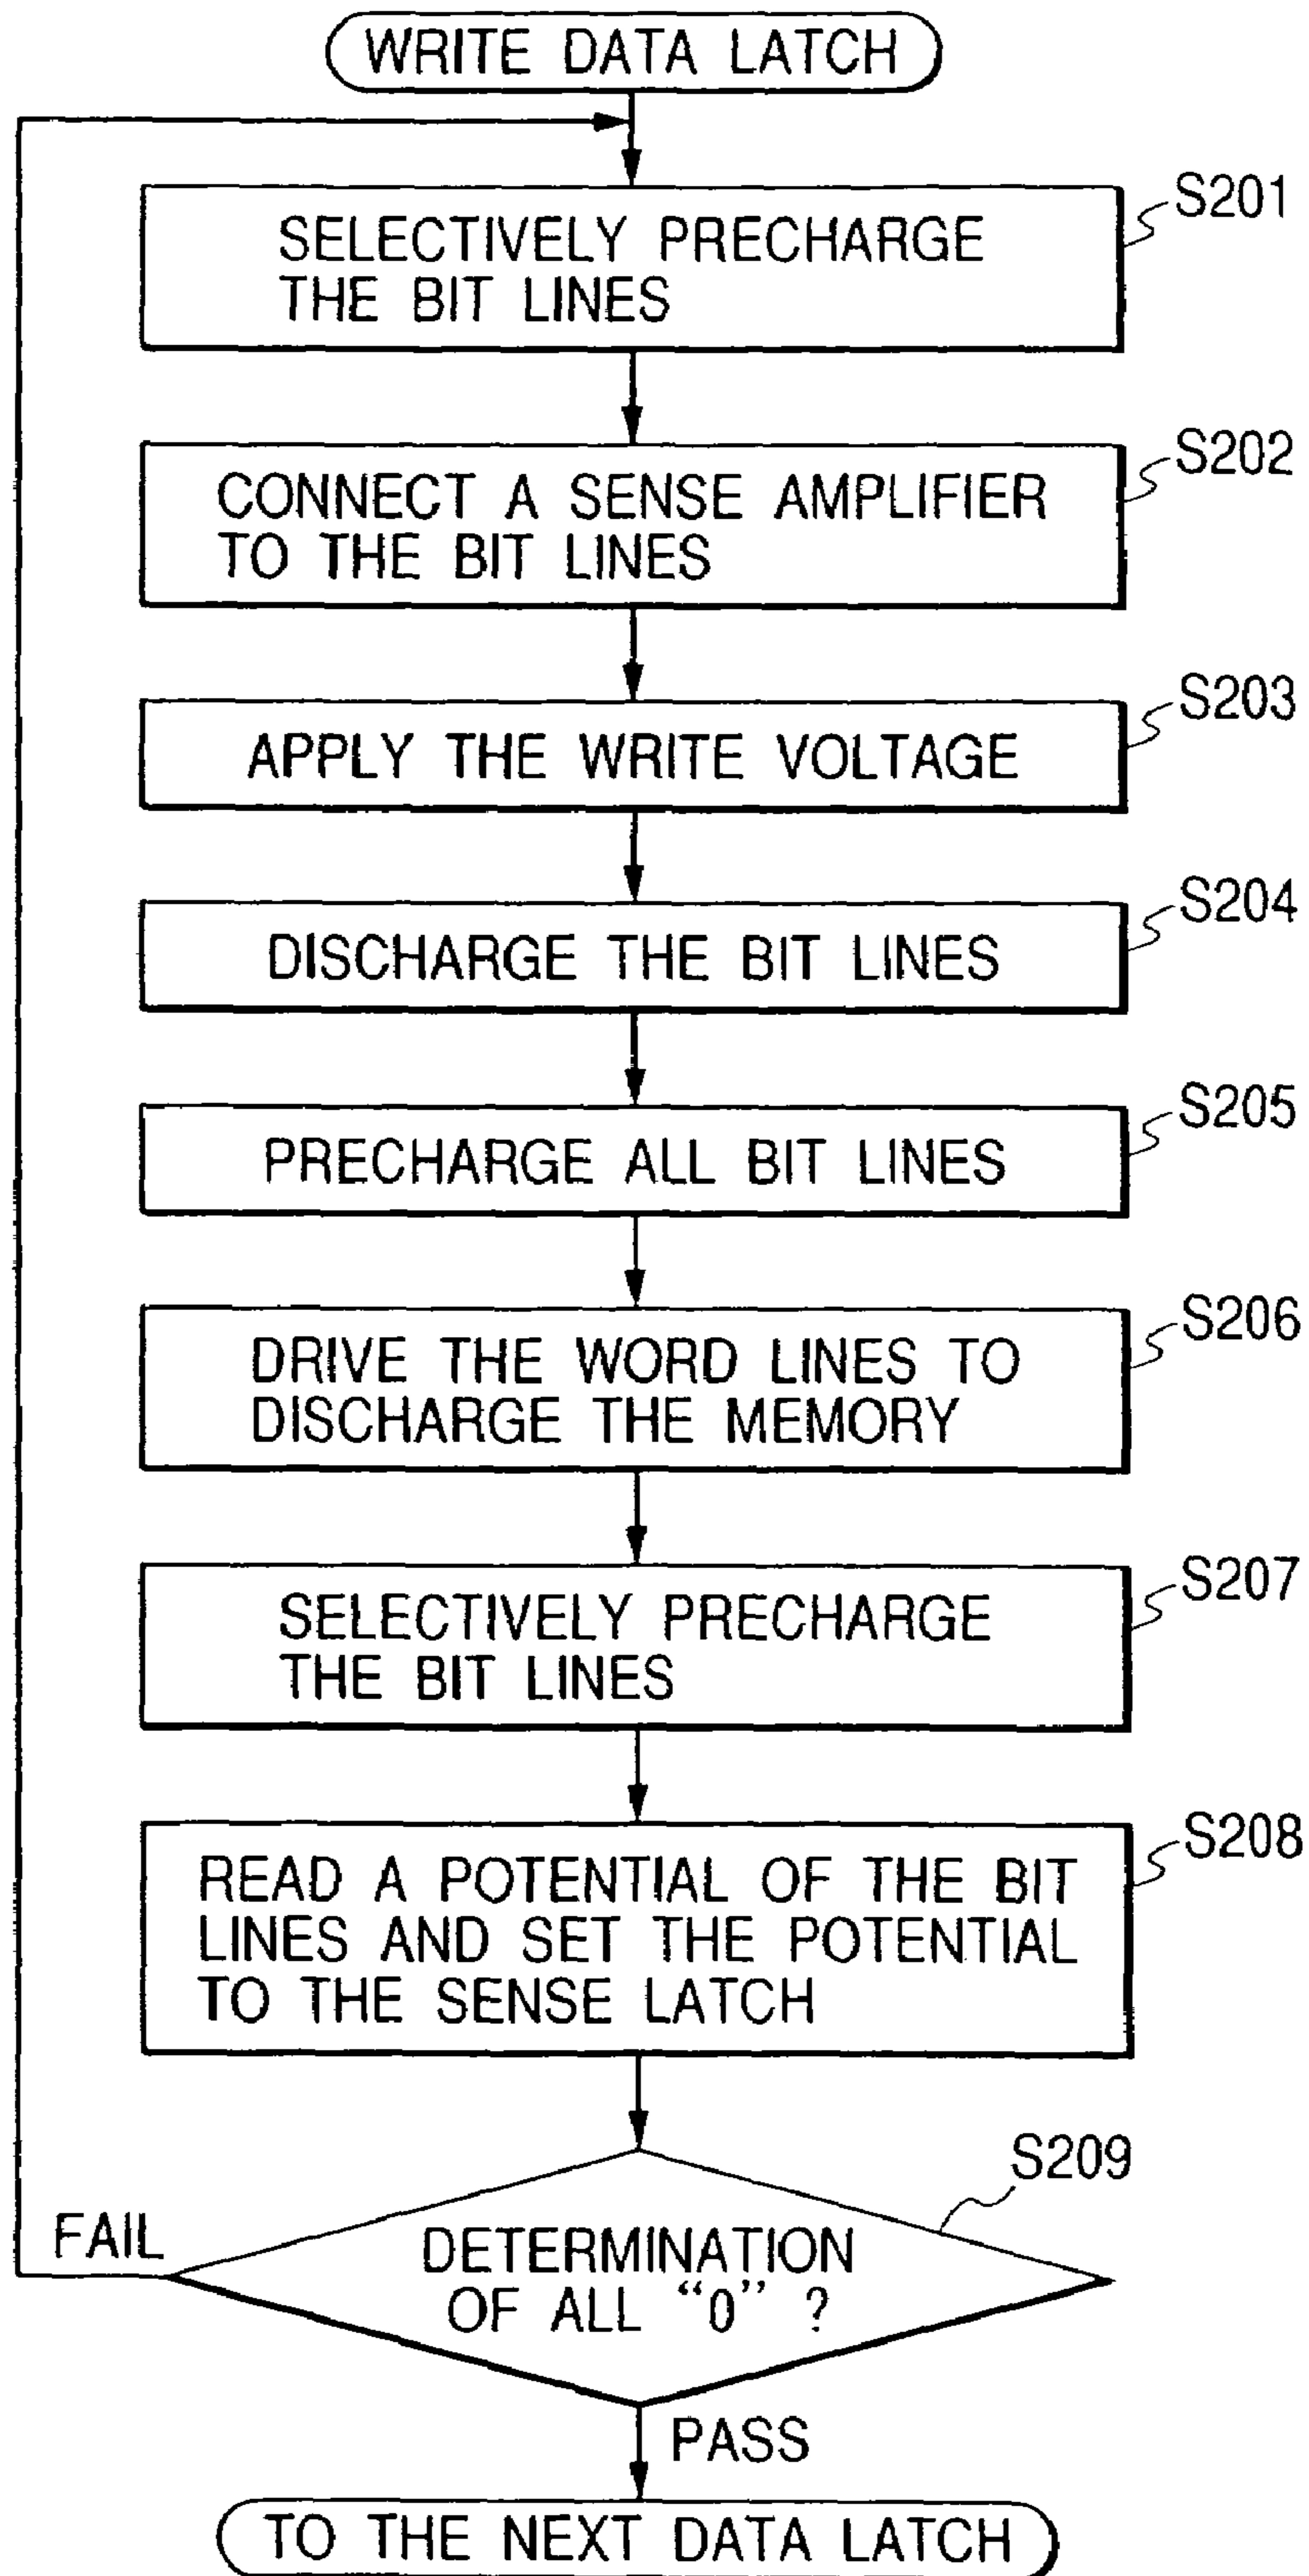 WRITE DATA LATCH
S201
SELECTIVELY PRECHARGE
THE BIT LINES
S202
CONNECT A SENSE AMPLIFIER
TO THE BIT LINES
S203
APPLY THE WRITE VOLTAGE
S204
DISCHARGE THE BIT LINES
S205
PRECHARGE ALL BIT LINES
S206
DRIVE THE WORD LINES TO
DISCHARGE THE MEMORY
S207
SELECTIVELY PRECHARGE
THE BIT LINES
S208
READ A POTENTIAL OF THE BIT
LINES AND SET THE POTENTIAL
TO THE SENSE LATCH
S209
FAIL
DETERMINATION
OF ALL “0” ?
PASS
TO THE NEXT DATA LATCH